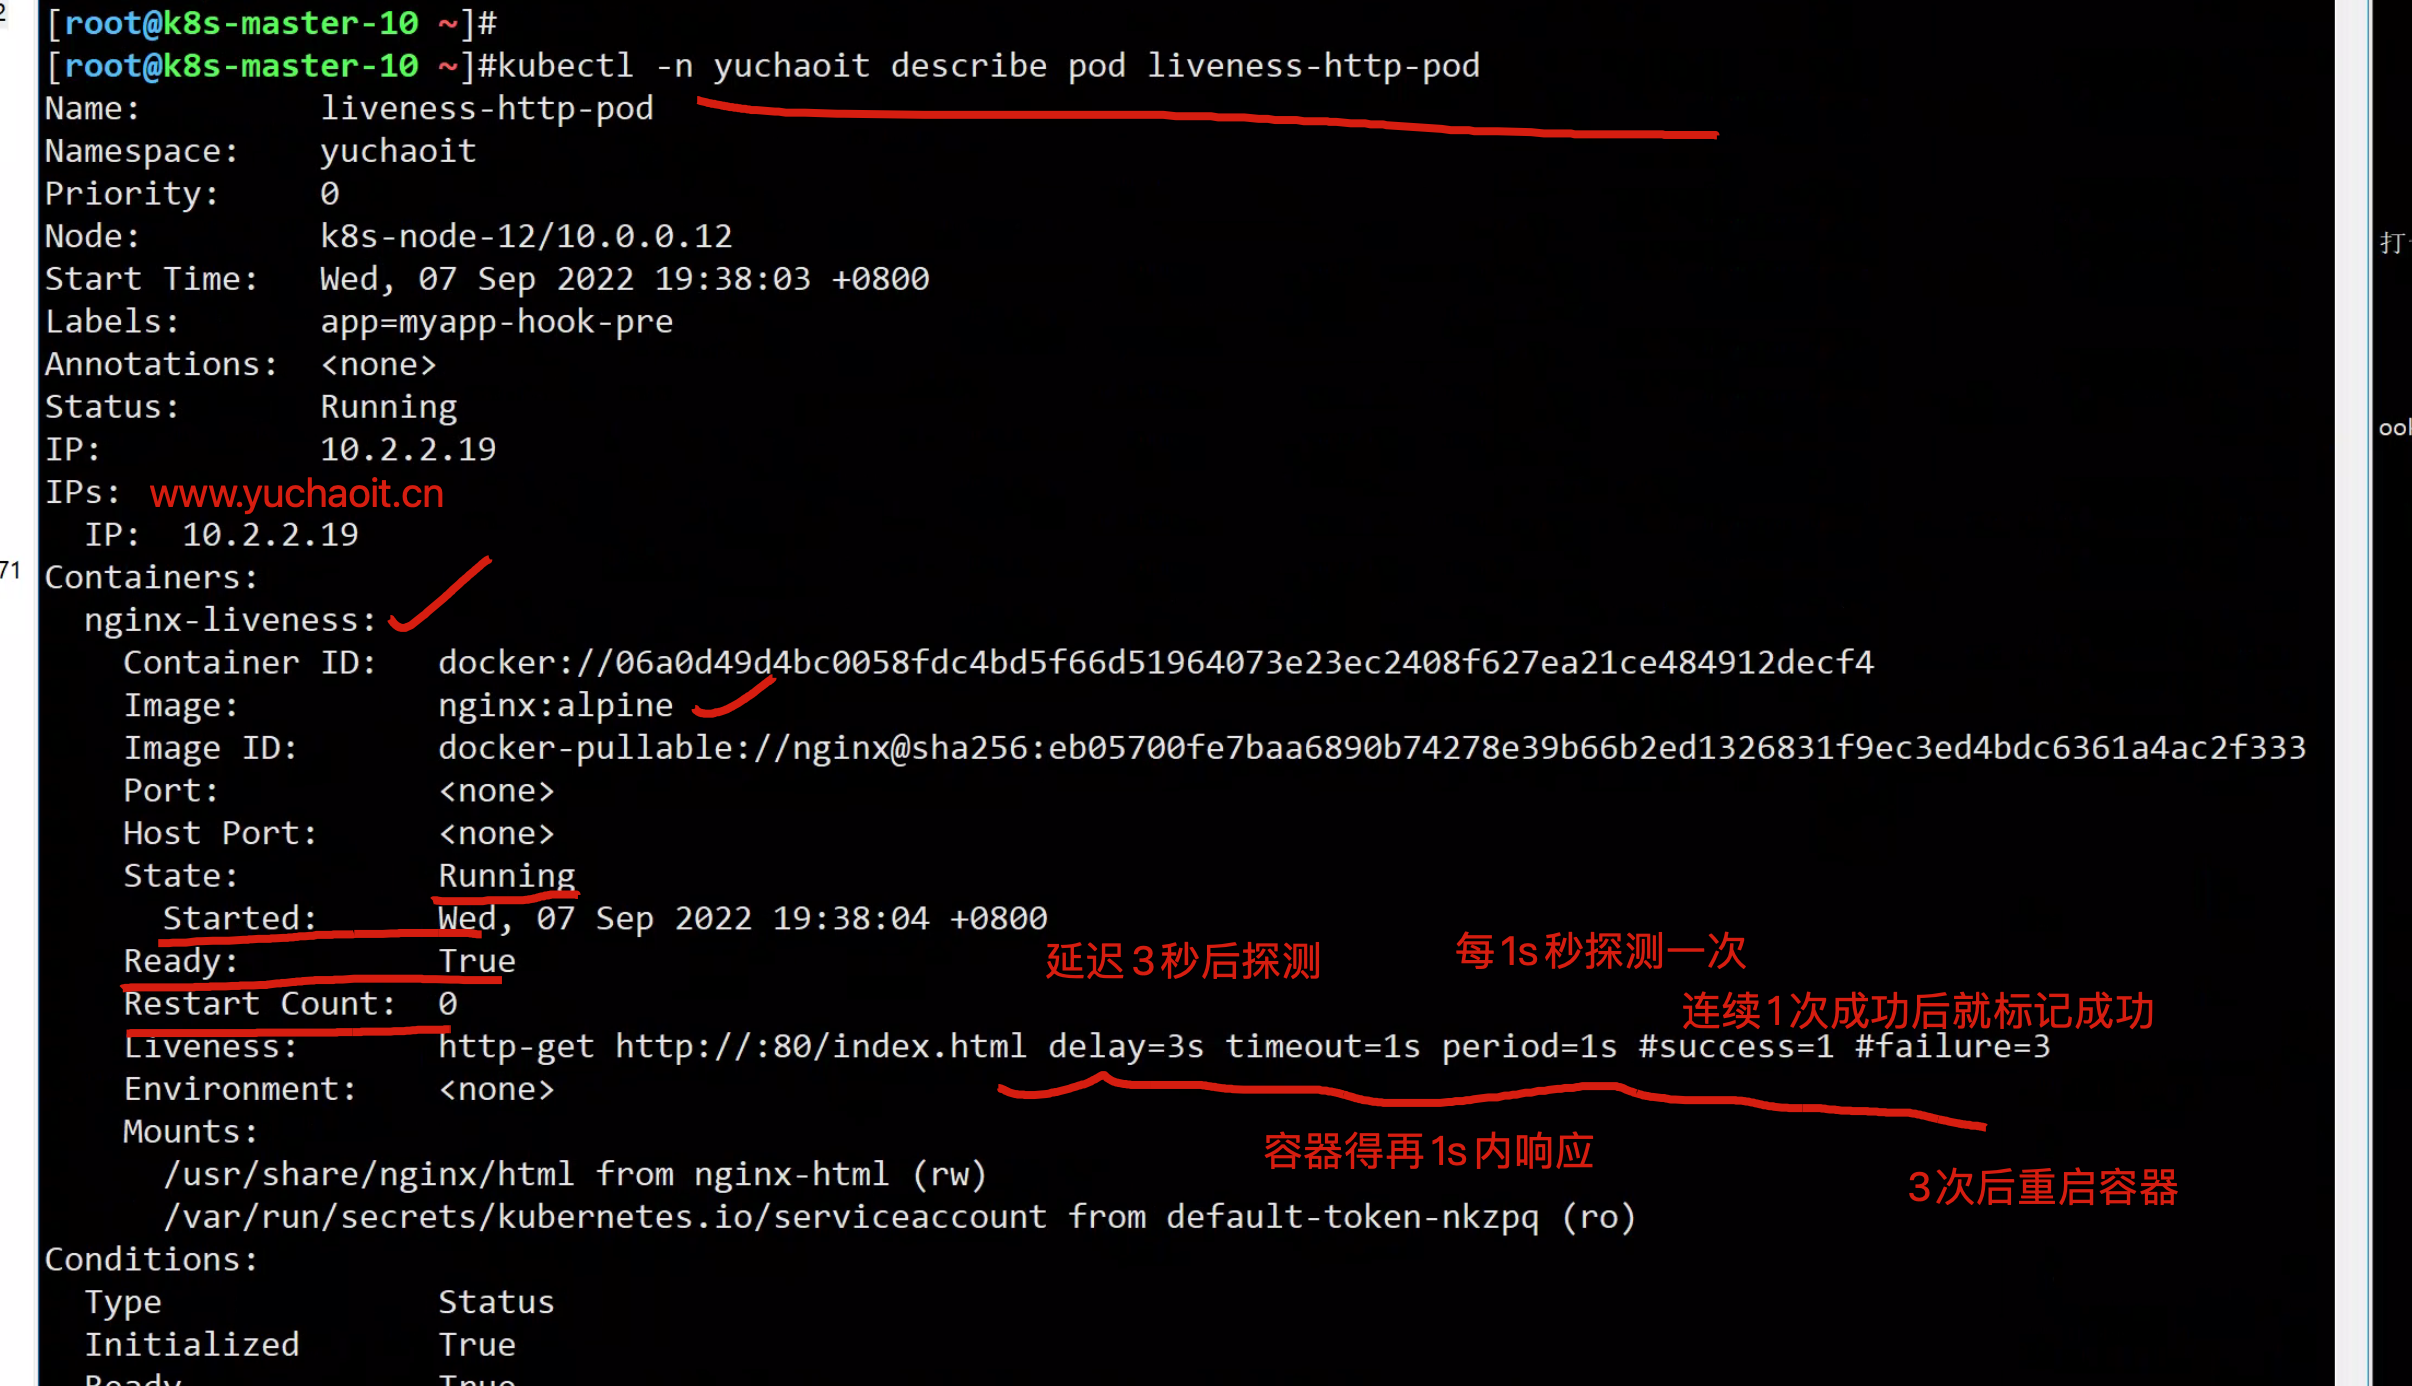 2
[root@k8s-master-10 ~]#
[root@k8s-master-10 ~]#kubectl -n yuchaoit describe pod liveness-http-pod
Name:         liveness-http-pod
Namespace:    yuchaoit
Priority:     0
Node:         k8s-node-12/10.0.0.12
打
Start Time:   Wed, 07 Sep 2022 19:38:03 +0800
Labels:       app=myapp-hook-pre
Annotations:  <none>
Status:       Running
IP:           10.2.2.19
IPs:  www.yuchaoit.cn
  IP:  10.2.2.19
71
Containers:
  nginx-liveness:
    Container ID:   docker://06a0d49d4bc0058fdc4bd5f66d51964073e23ec2408f627ea21ce484912decf4
    Image:          nginx:alpine
    Image ID:       docker-pullable://nginx@sha256:eb05700fe7baa6890b74278e39b66b2ed1326831f9ec3ed4bdc6361a4ac2f333
    Port:           <none>
    Host Port:      <none>
    State:          Running
      Started:      Wed, 07 Sep 2022 19:38:04 +0800
    Ready:          True
延迟3秒后探测
每1s秒探测一次
    Restart Count:  0
连续1次成功后就标记成功
    Liveness:       http-get http://:80/index.html delay=3s timeout=1s period=1s #success=1 #failure=3
    Environment:    <none>
    Mounts:
容器得再1s内响应
3次后重启容器
      /usr/share/nginx/html from nginx-html (rw)
      /var/run/secrets/kubernetes.io/serviceaccount from default-token-nkzpq (ro)
Conditions:
  Type              Status
  Initialized       True
  Ready             True